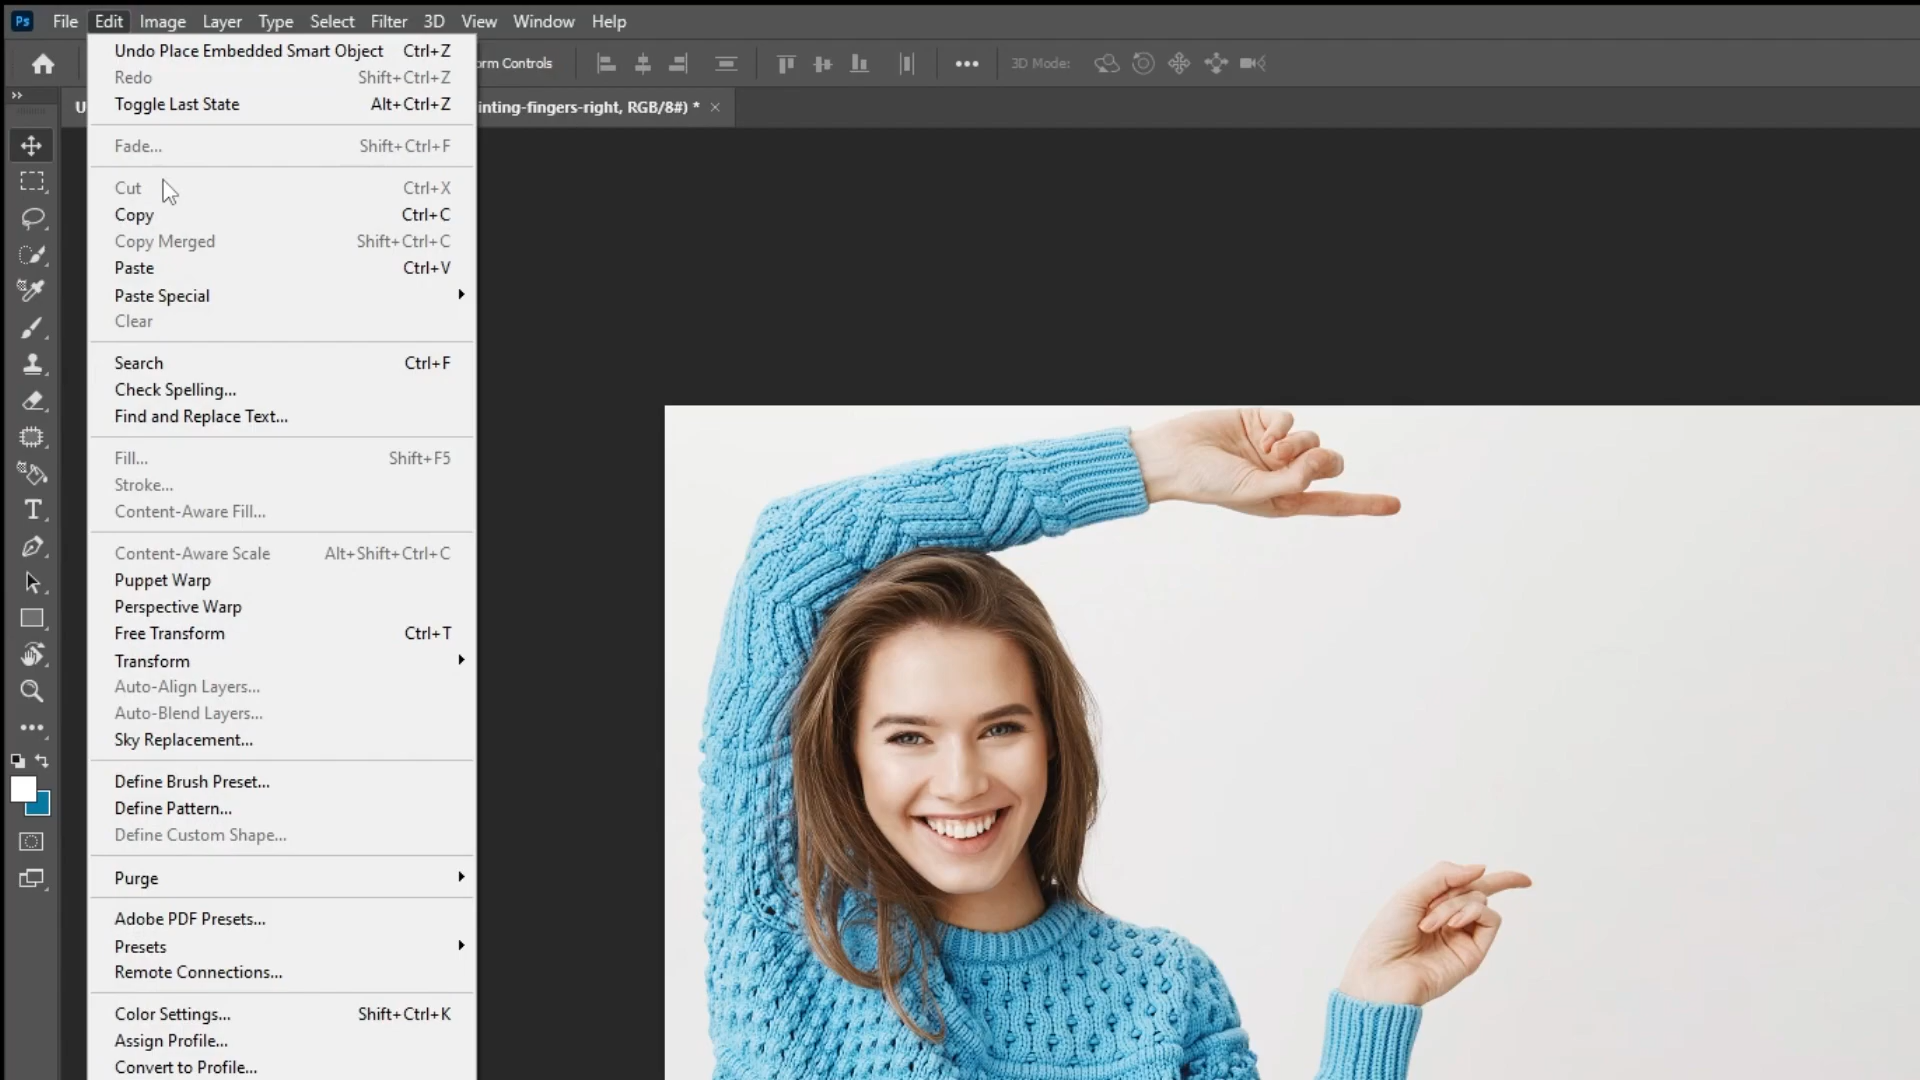 Ps File Edit Image Layer Type Select Filter 3D View Window Help
Undo Place Embedded Smart Object Ctrl+Z
orm Controls
3D Mode:
Redo Shift+Ctrl+Z
Toggle Last State Alt+Ctrl+Z
U
inting-fingers-right, RGB/8#) * ×
Fade... Shift+Ctrl+F
Cut Ctrl+X
Copy Ctrl+C
Copy Merged Shift+Ctrl+C
Paste Ctrl+V
Paste Special
Clear
Search Ctrl+F
Check Spelling...
Find and Replace Text...
Fill... Shift+F5
Stroke...
Content-Aware Fill...
Content-Aware Scale Alt+Shift+Ctrl+C
Puppet Warp
Perspective Warp
Free Transform Ctrl+T
Transform
Auto-Align Layers...
Auto-Blend Layers...
Sky Replacement...
Define Brush Preset...
Define Pattern...
Define Custom Shape...
Purge
Adobe PDF Presets...
Presets
Remote Connections...
Color Settings... Shift+Ctrl+K
Assign Profile...
Convert to Profile...